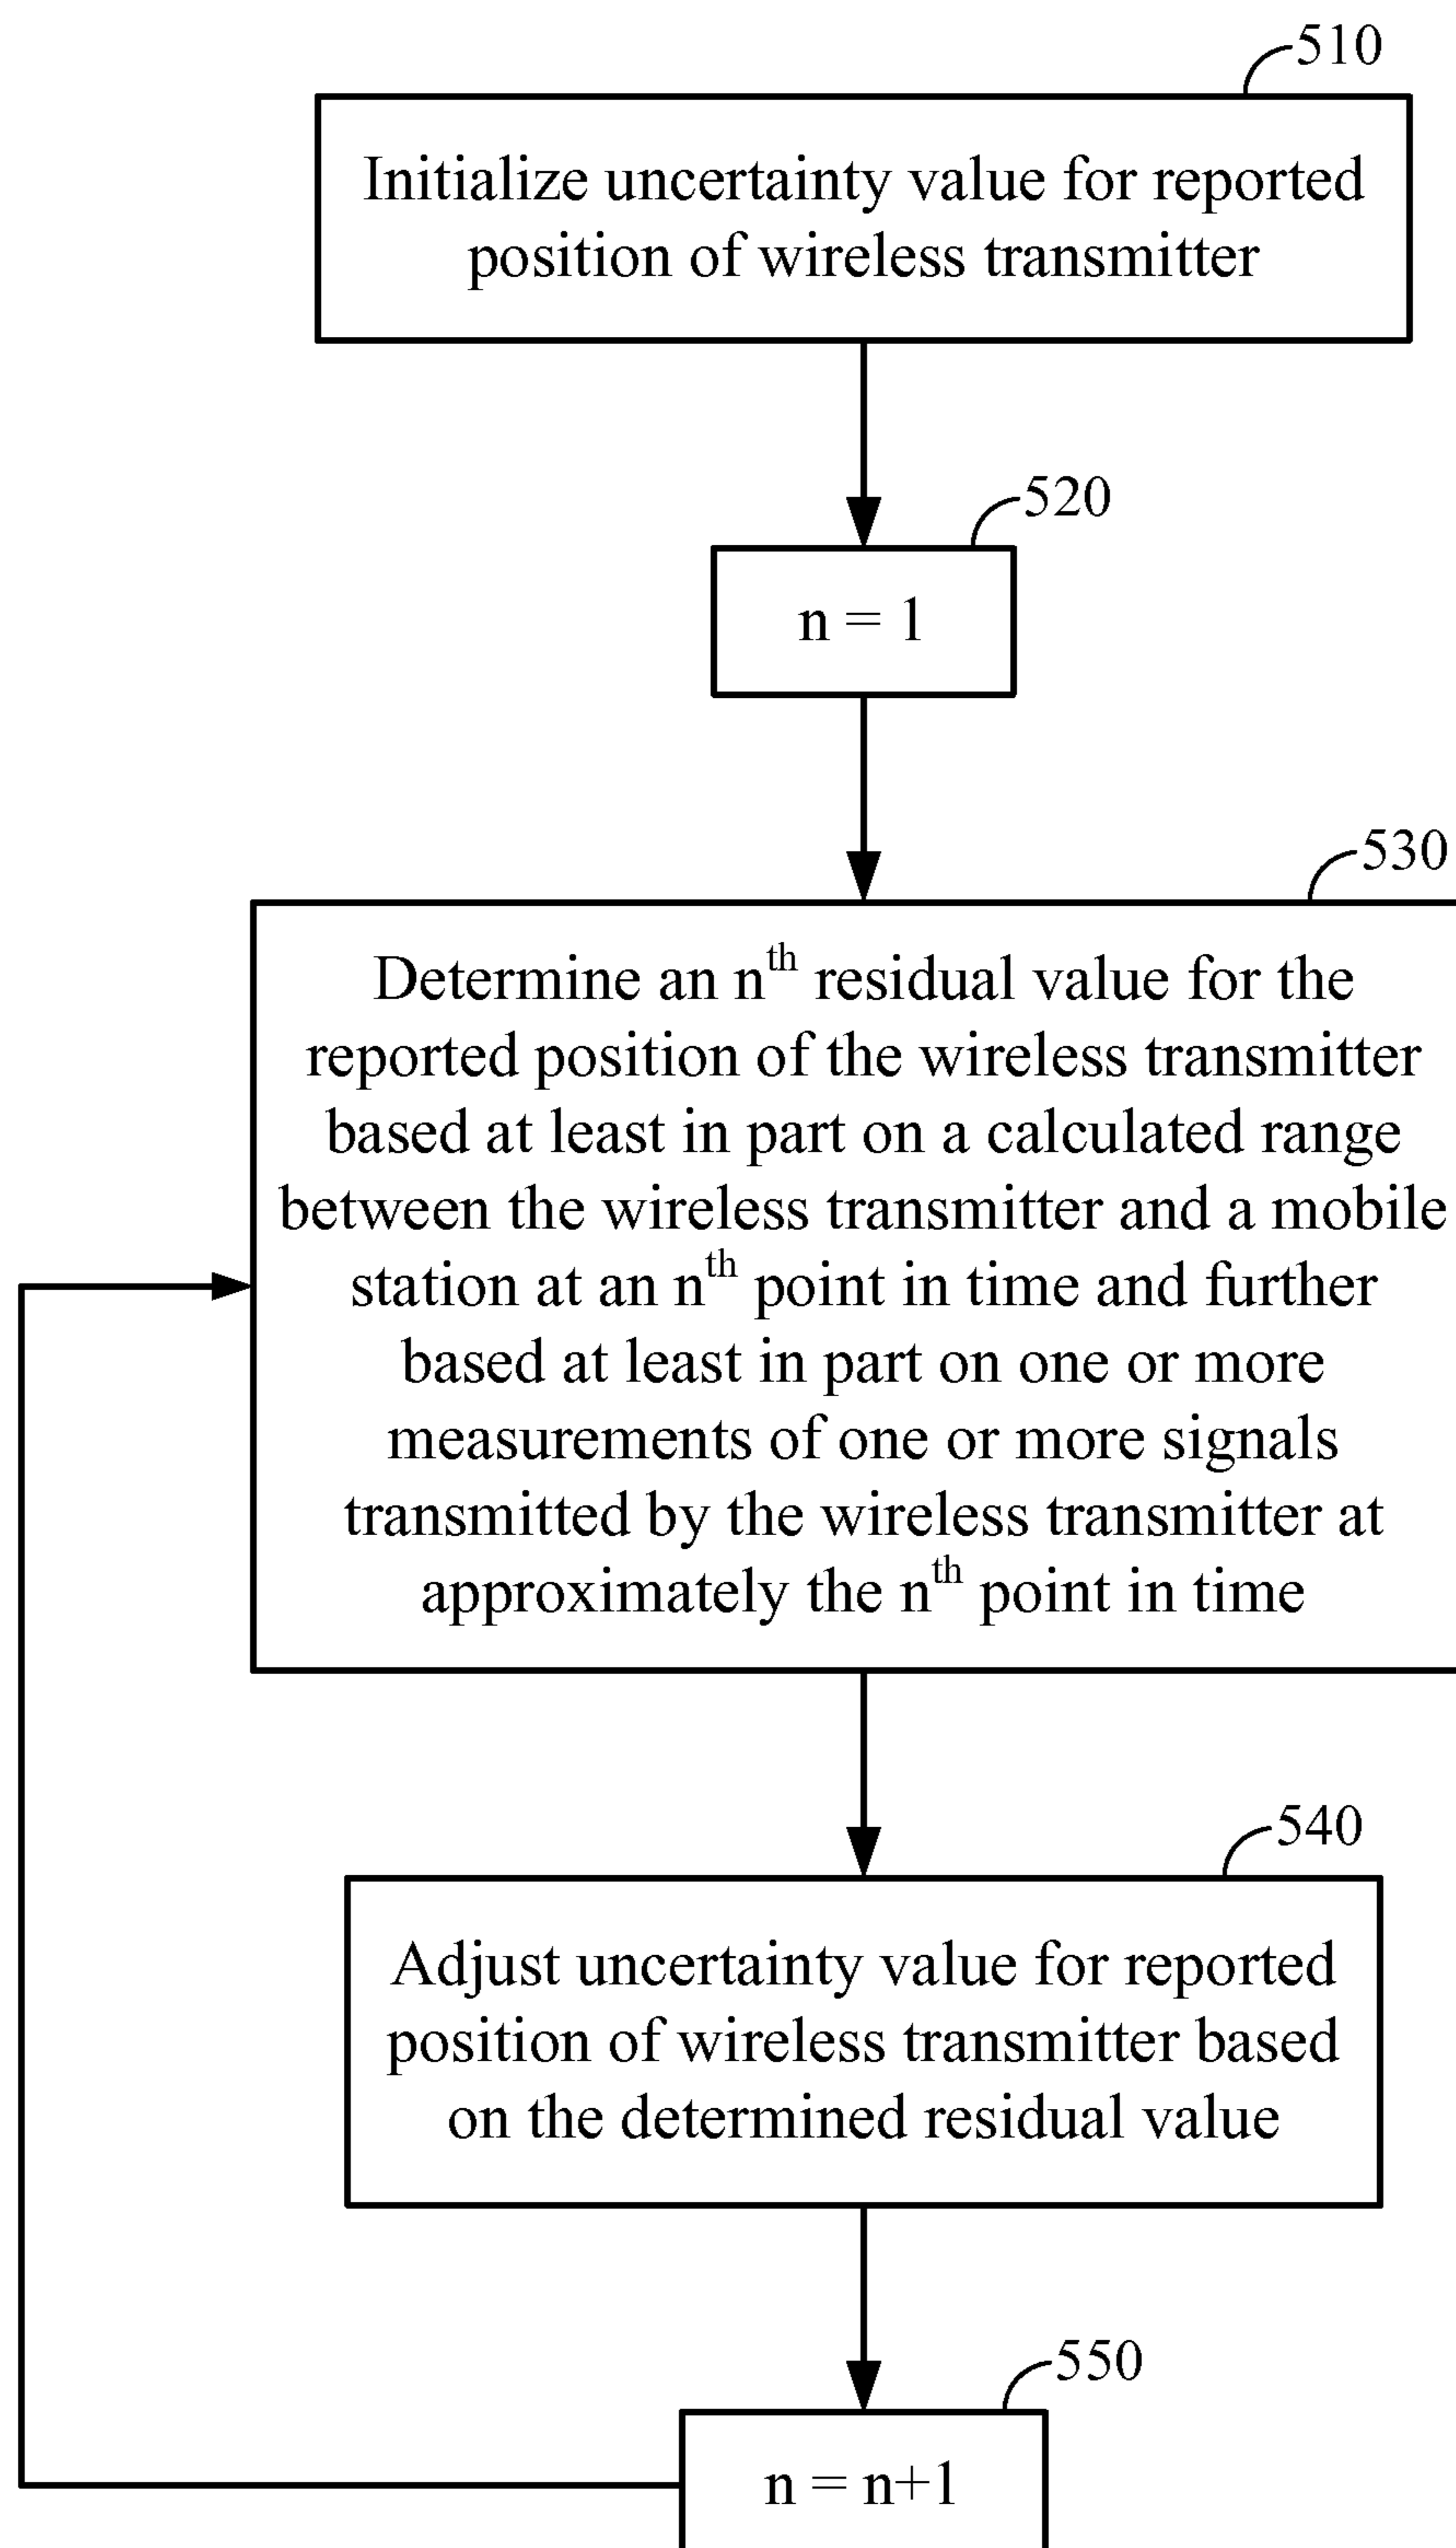 510
Initialize uncertainty value for reported
position of wireless transmitter
520
n = 1
530
Determine an nth residual value for the
reported position of the wireless transmitter
based at least in part on a calculated range
between the wireless transmitter and a mobile
station at an nth point in time and further
based at least in part on one or more
measurements of one or more signals
transmitted by the wireless transmitter at
approximately the nth point in time
540
Adjust uncertainty value for reported
position of wireless transmitter based
on the determined residual value
550
n = n+1